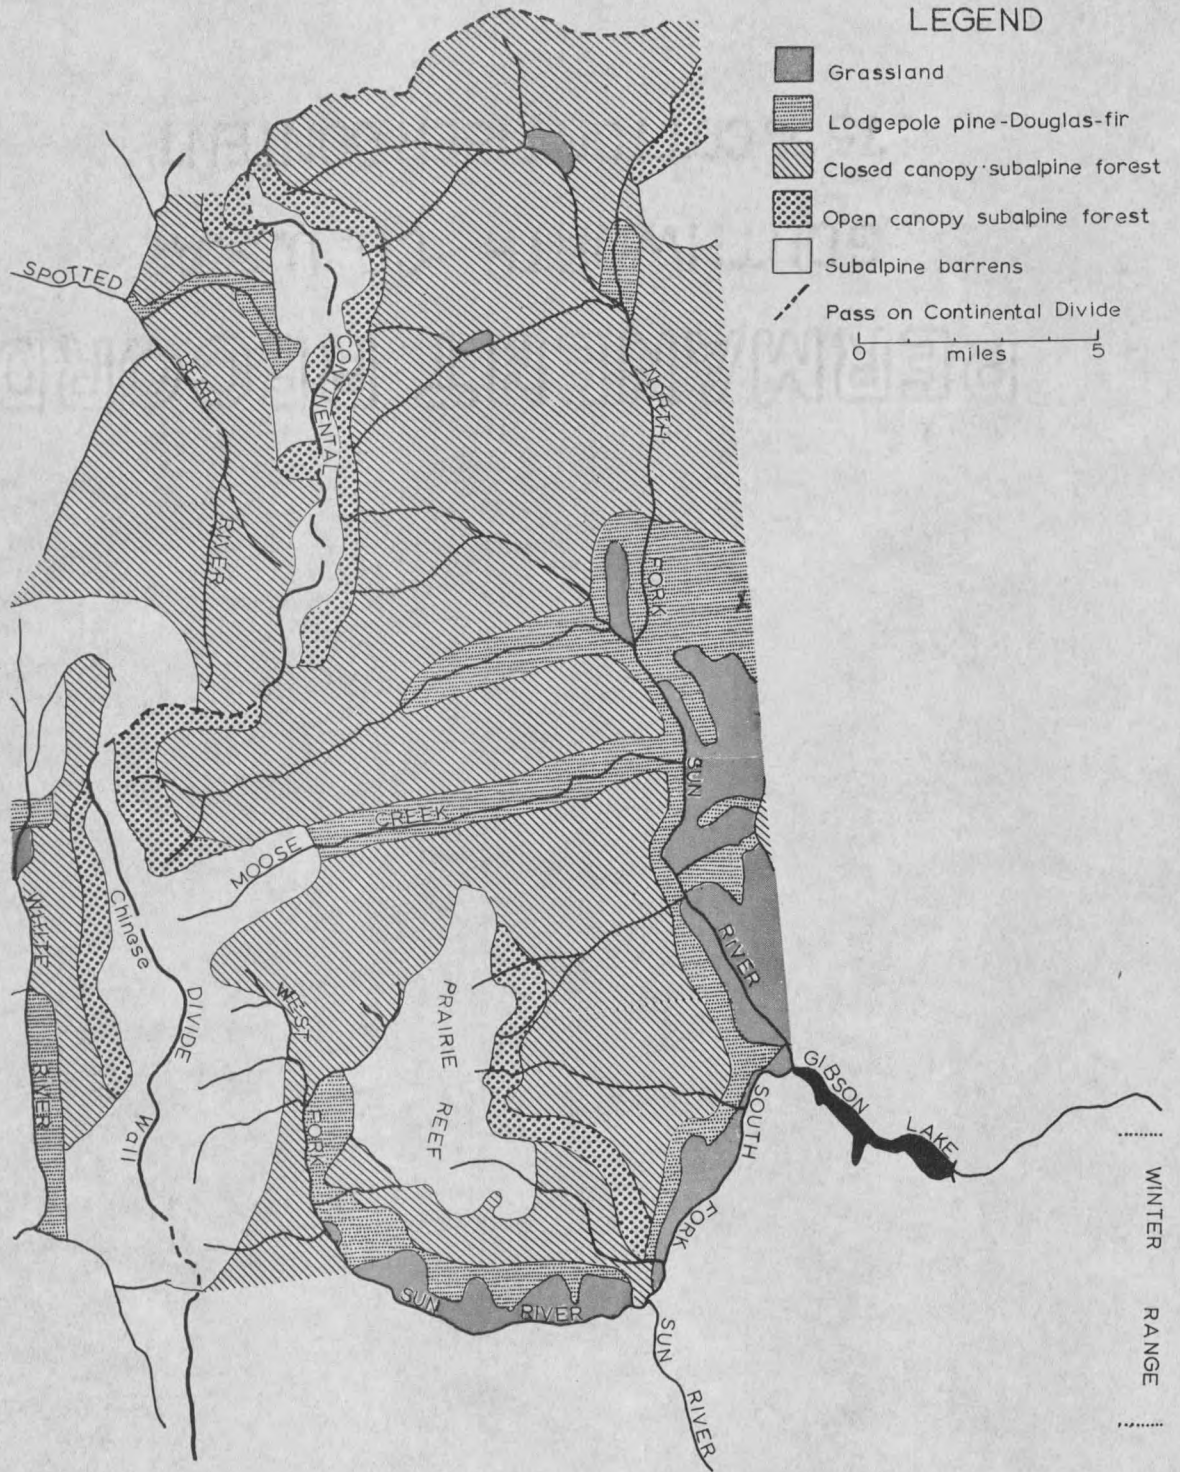 LEGEND
Grassland
Lodgepole pine-Douglas-fir
Closed canopy subalpine forest
Open canopy subalpine forest
Subalpine barrens
Pass on Continental Divide
0 5
miles
SPOTTED
BEAR
RIVER
CONTINENTAL
DIVIDE
NORTH
FORK
SUN
RIVER
MOOSE CREEK
Chinese
Wall
WHITE
RIVER
WEST
FORK
SUN RIVER
PRAIRIE
REEF
SOUTH
FORK
SUN
RIVER
GIBSON
LAKE
WINTER
RANGE